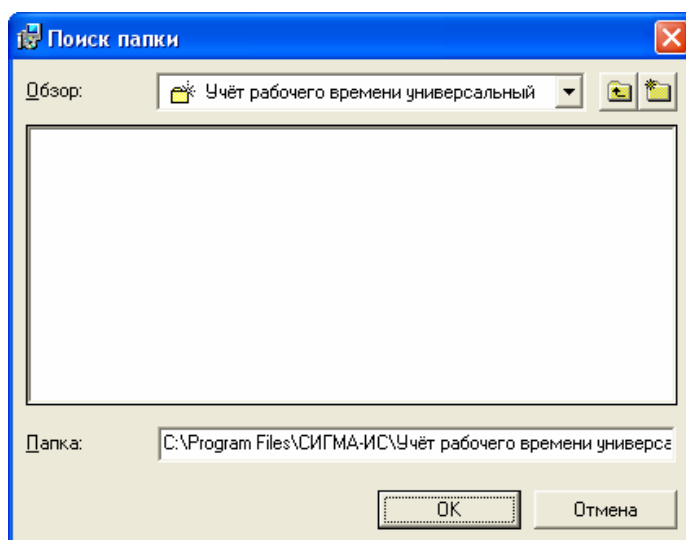 Поиск папки
Обзор:
Учёт рабочего времени универсальный
Папка:
C:\Program Files\СИГМА-ИС\Учёт рабочего времени универса
OK
Отмена